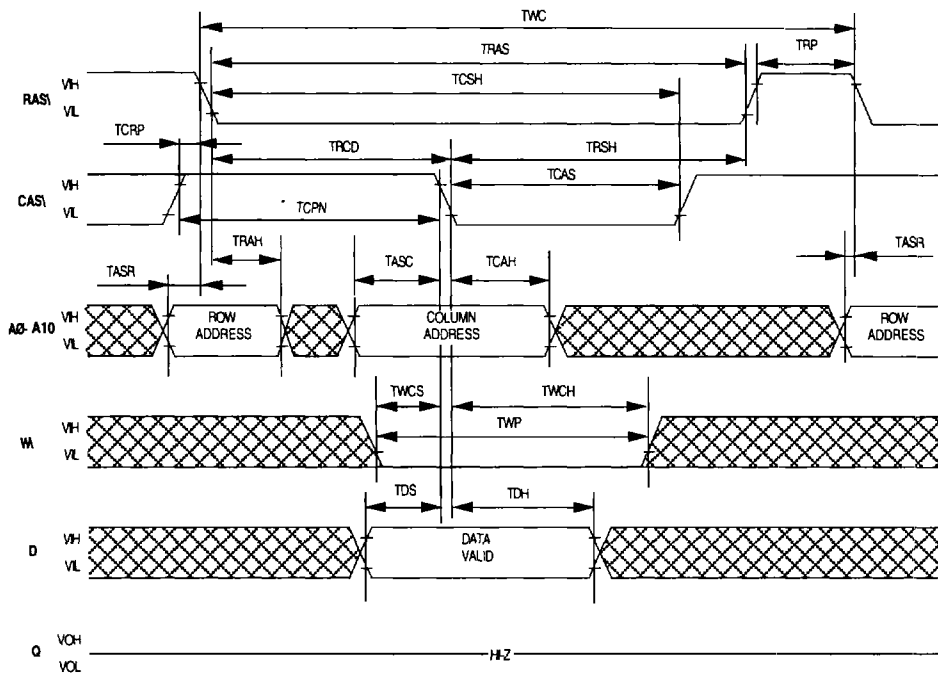 TWC
TRAS
TRP
TCSH
RAS\
VIH
VIL
TCRP
TRCD
TRSH
TCAS
CAS\
VIH
VIL
TCPN
TRAH
TASR
TASC
TCAH
TASR
AØ- A10
VIH
VIL
ROW
ADDRESS
COLUMN
ADDRESS
ROW
ADDRESS
TWCS
TWCH
TWP
W\
VIH
VIL
TDS
TDH
D
VIH
VIL
DATA
VALID
Q
VOH
VOL
HI-Z